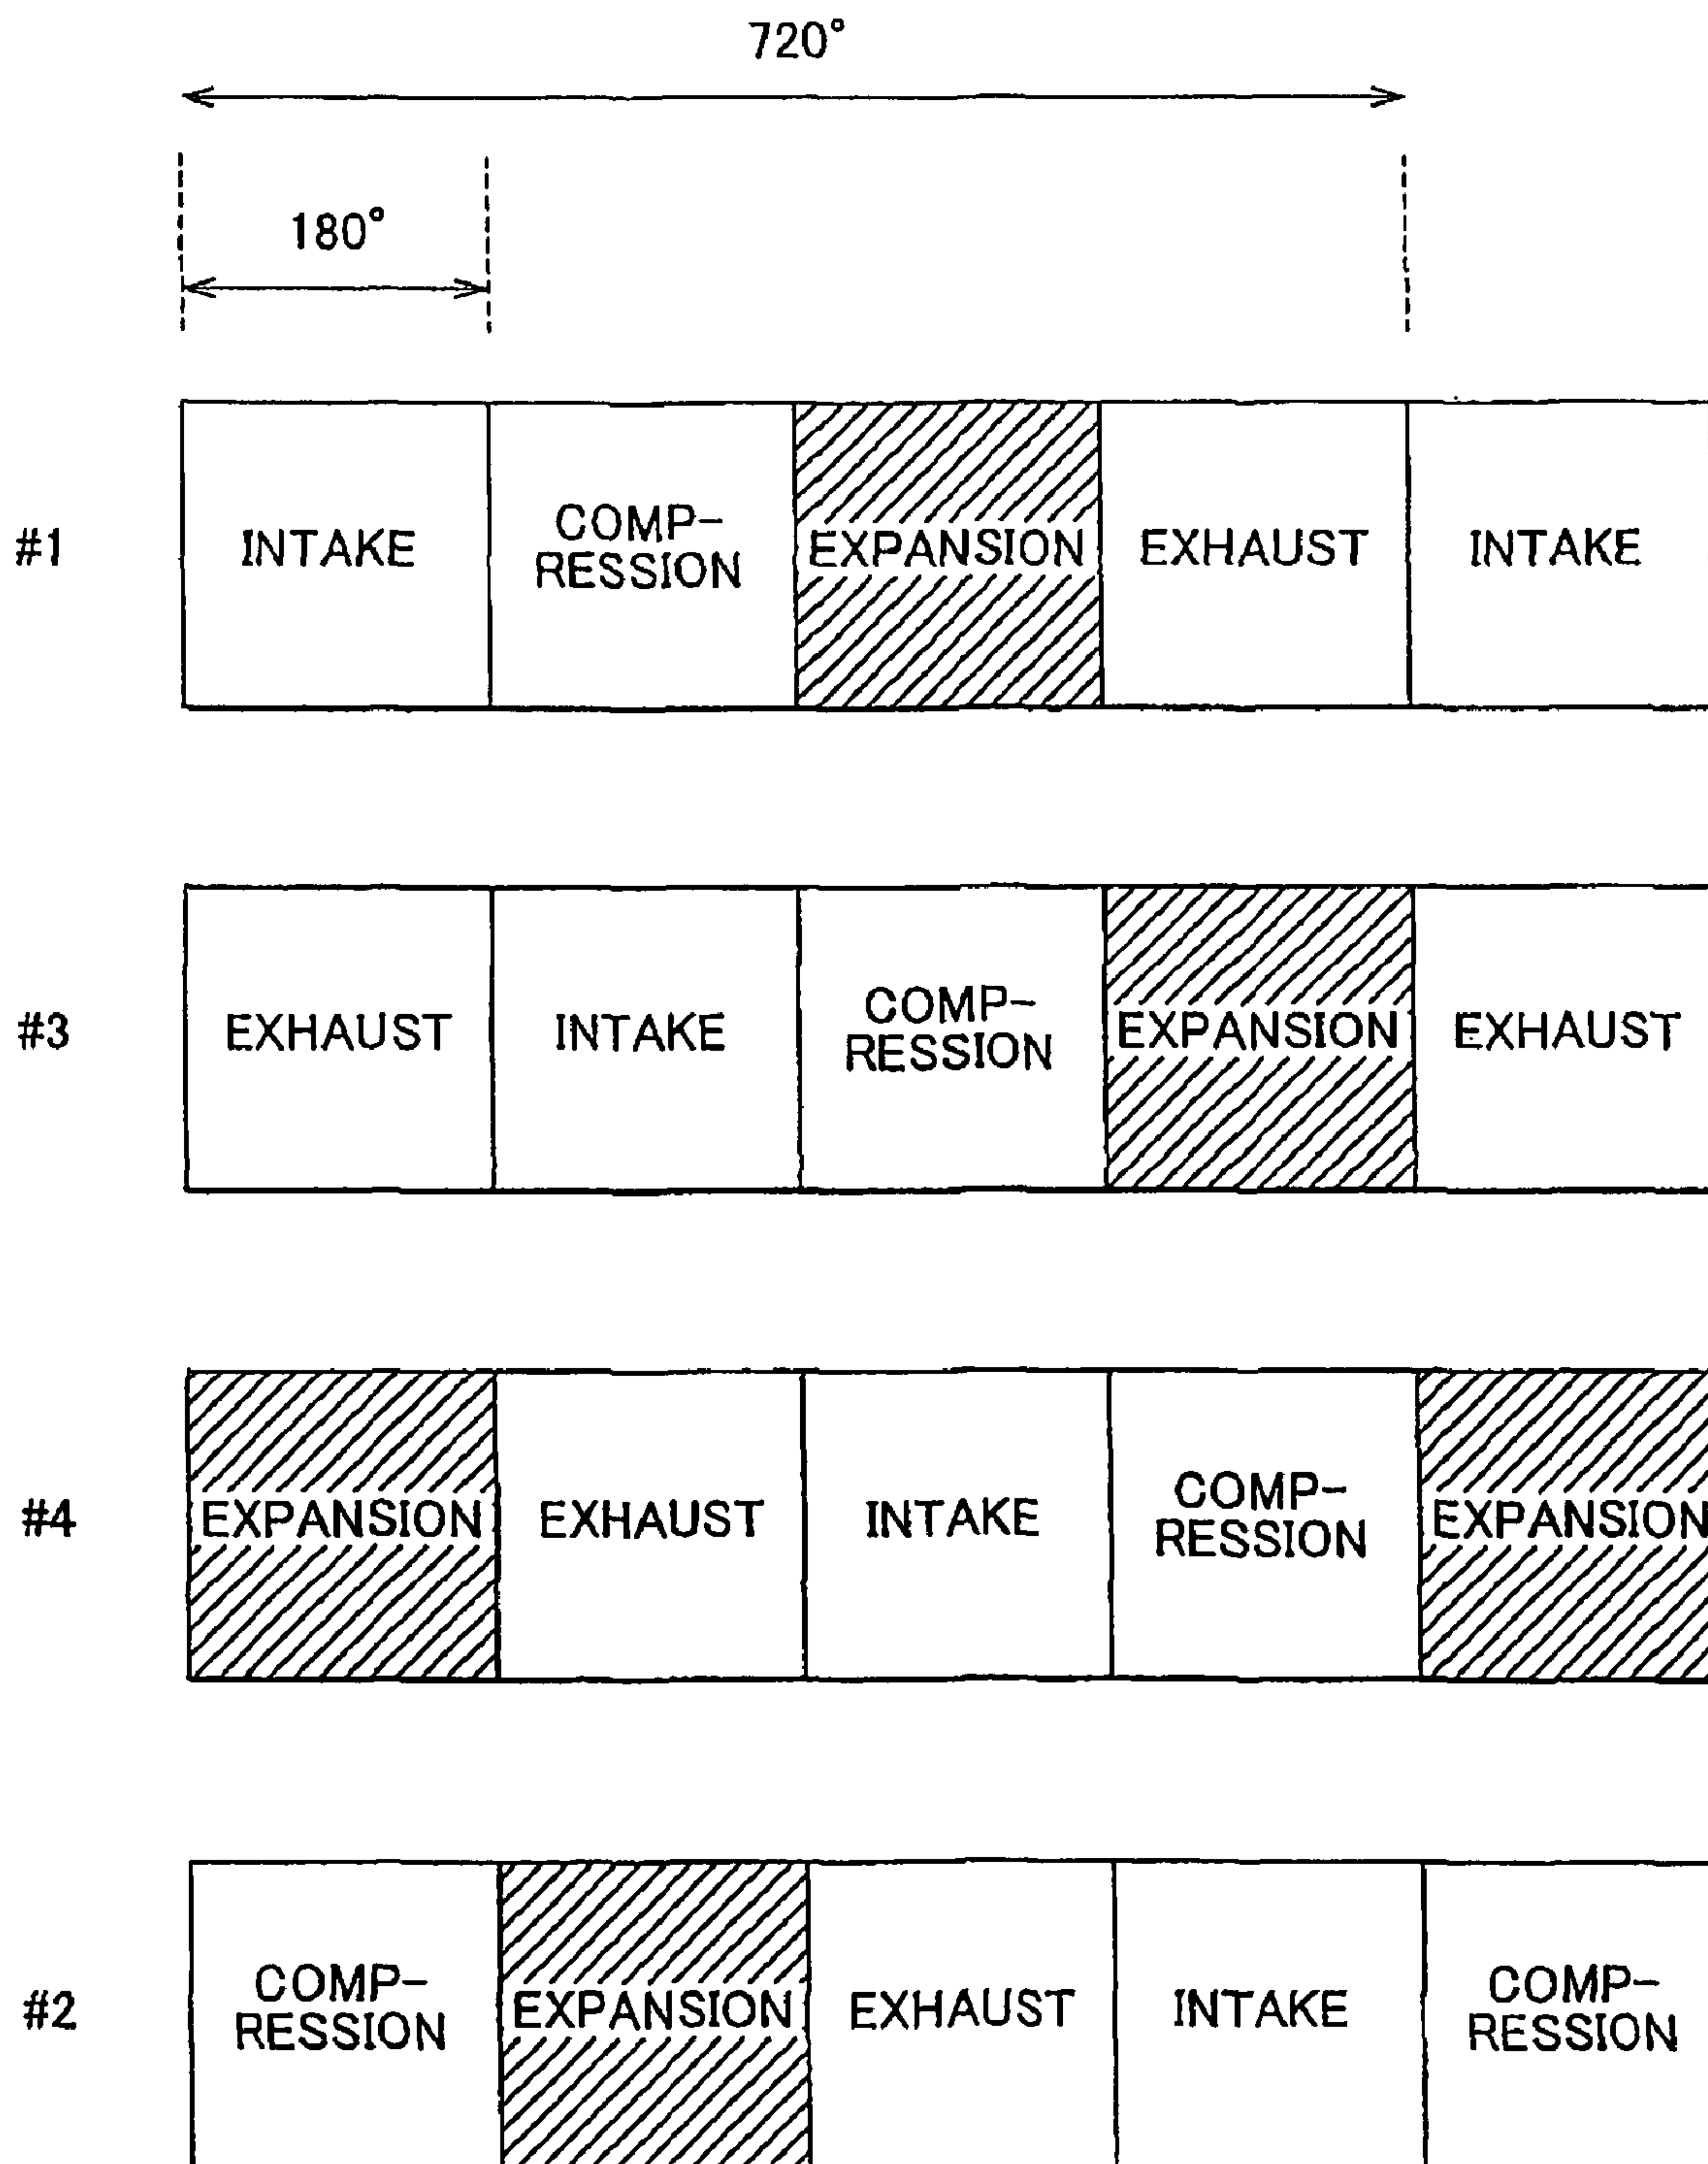 720°
180°
#1
INTAKE
COMP-
RESSION
EXPANSION
EXHAUST
INTAKE
#3
EXHAUST
INTAKE
COMP-
RESSION
EXPANSION
EXHAUST
#4
EXPANSION
EXHAUST
INTAKE
COMP-
RESSION
EXPANSION
#2
COMP-
RESSION
EXPANSION
EXHAUST
INTAKE
COMP-
RESSION